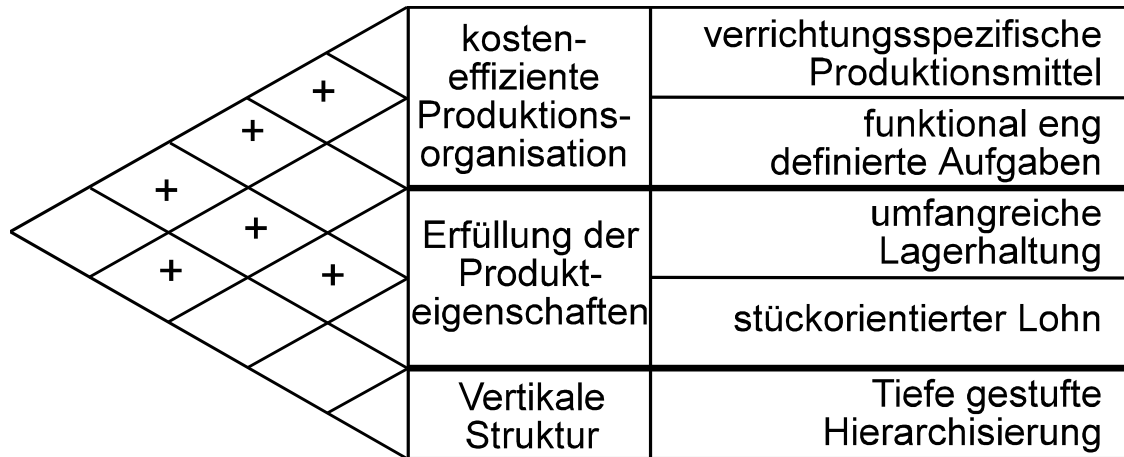 kosten-
effiziente
Produktions-
organisation
verrichtungsspezifische
Produktionsmittel
funktional eng
definierte Aufgaben
Erfüllung der
Produkt-
eigenschaften
umfangreiche
Lagerhaltung
stückorientierter Lohn
Vertikale
Struktur
Tiefe gestufte
Hierarchisierung
+
+
+
+
+
+